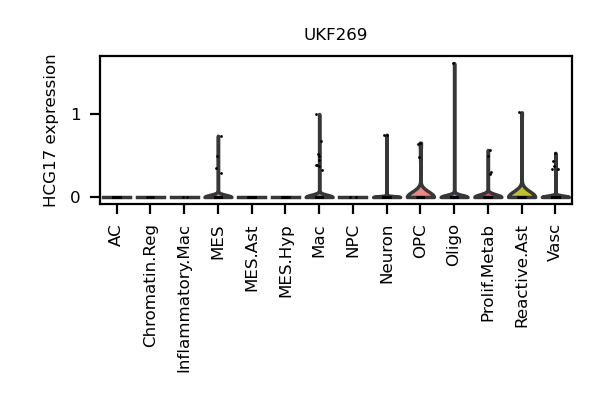 UKF269
HCG17 expression
1
0
AC
Chromatin.Reg
Inflammatory.Mac
MES
MES.Ast
MES.Hyp
Mac
NPC
Neuron
OPC
Oligo
Prolif.Metab
Reactive.Ast
Vasc